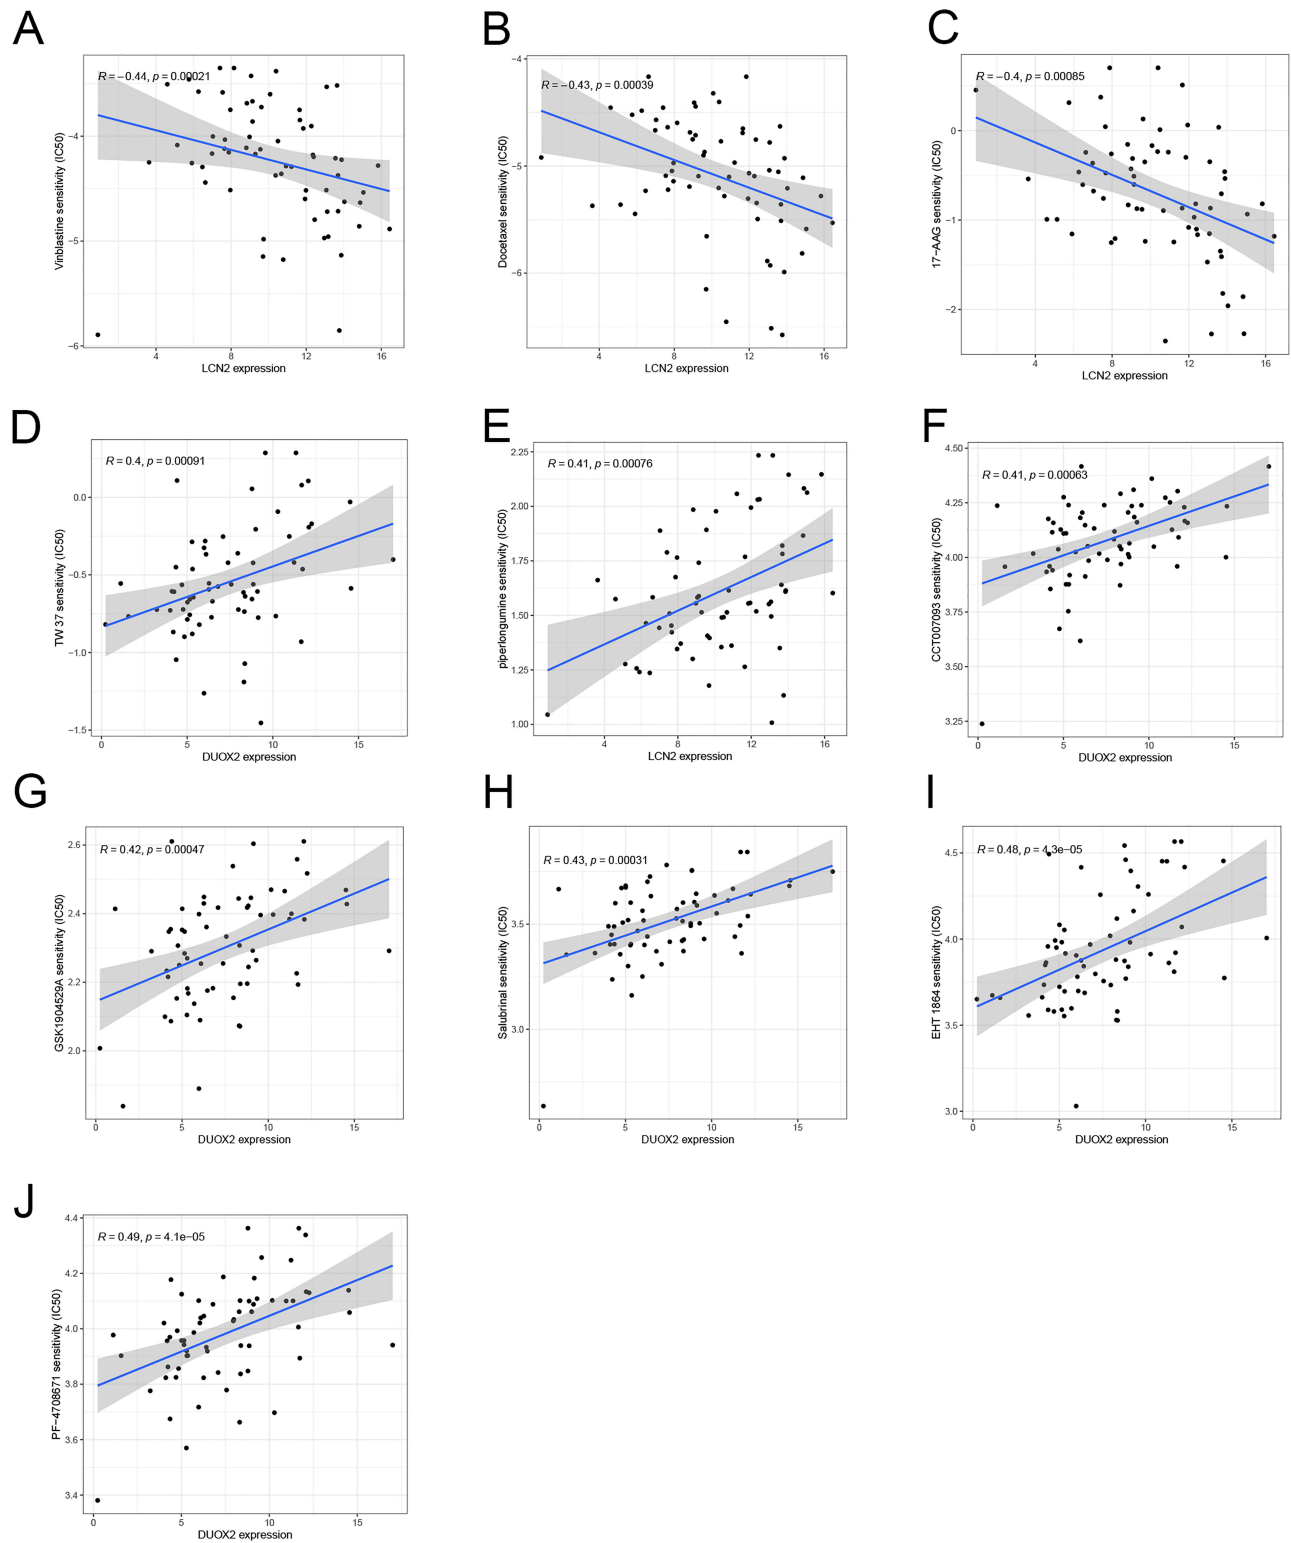 A
B
C
R = −0.44, p = 0.00021
Vinblastine sensitivity (IC50)
−4
−5
−6
4 8 12 16
LCN2 expression
R = −0.43, p = 0.00039
Docetaxel sensitivity (IC50)
−4
−5
−6
4 8 12 16
LCN2 expression
R = −0.4, p = 0.00085
17−AAG sensitivity (IC50)
0
−1
−2
4 8 12 16
LCN2 expression
D
E
F
R = 0.4, p = 0.00091
TW 37 sensitivity (IC50)
0.0
−0.5
−1.0
−1.5
0 5 10 15
DUOX2 expression
R = 0.41, p = 0.00076
piperlongumine sensitivity (IC50)
2.25
2.00
1.75
1.50
1.25
1.00
4 8 12 16
LCN2 expression
R = 0.41, p = 0.00063
CCT007093 sensitivity (IC50)
4.50
4.25
4.00
3.75
3.50
3.25
0 5 10 15
DUOX2 expression
G
H
I
R = 0.42, p = 0.00047
GSK1904529A sensitivity (IC50)
2.6
2.4
2.2
2.0
0 5 10 15
DUOX2 expression
R = 0.43, p = 0.00031
Salubrinal sensitivity (IC50)
3.5
3.0
0 5 10 15
DUOX2 expression
R = 0.48, p = 4.3e−05
EHT 1864 sensitivity (IC50)
4.5
4.0
3.5
3.0
0 5 10 15
DUOX2 expression
J
R = 0.49, p = 4.1e−05
PF−4708671 sensitivity (IC50)
4.4
4.2
4.0
3.8
3.6
3.4
0 5 10 15
DUOX2 expression